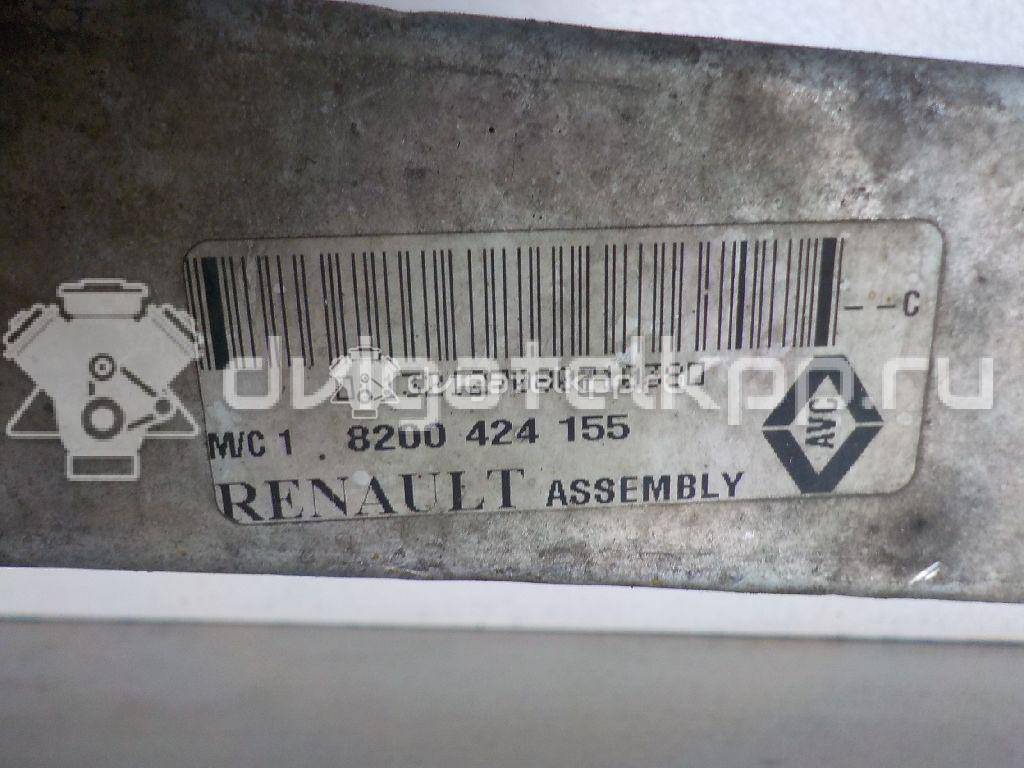 --C
M/C 1 8200 424 155
RENAULT ASSEMBLY
AVC
dvigatelkpp.ru